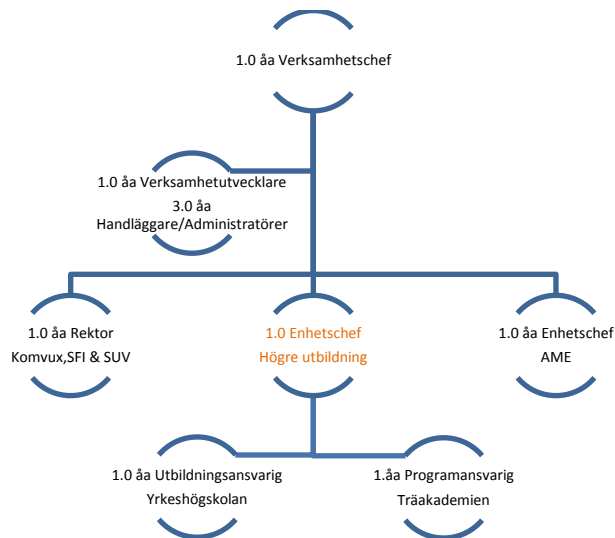 1.0 åa Verksamhetschef
1.0 åa Verksamhetutvecklare
3.0 åa
Handläggare/Administratörer
1.0 åa Rektor
Komvux,SFI & SUV
1.0 Enhetschef
Högre utbildning
1.0 åa Enhetschef
AME
1.0 åa Utbildningsansvarig
Yrkeshögskolan
1.åa Programansvarig
Träakademien